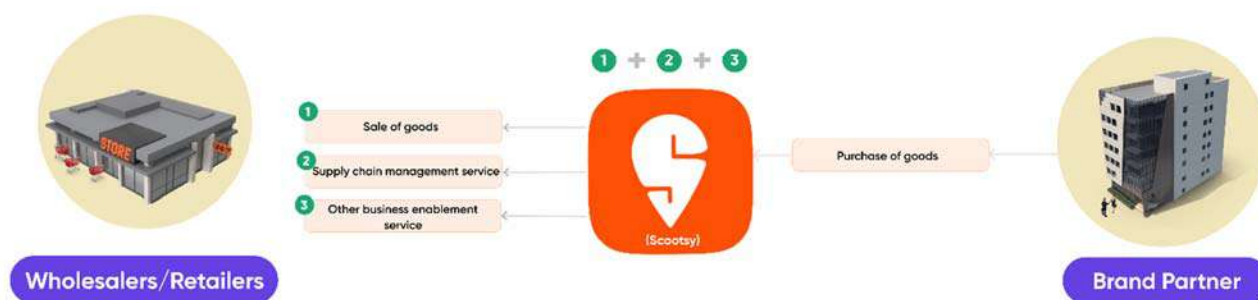 1 + 2 + 3
1
Sale of goods
2
Supply chain management service
3
Other business enablement
service
STORE
(Scootsy)
Purchase of goods
Wholesalers/Retailers
Brand Partner